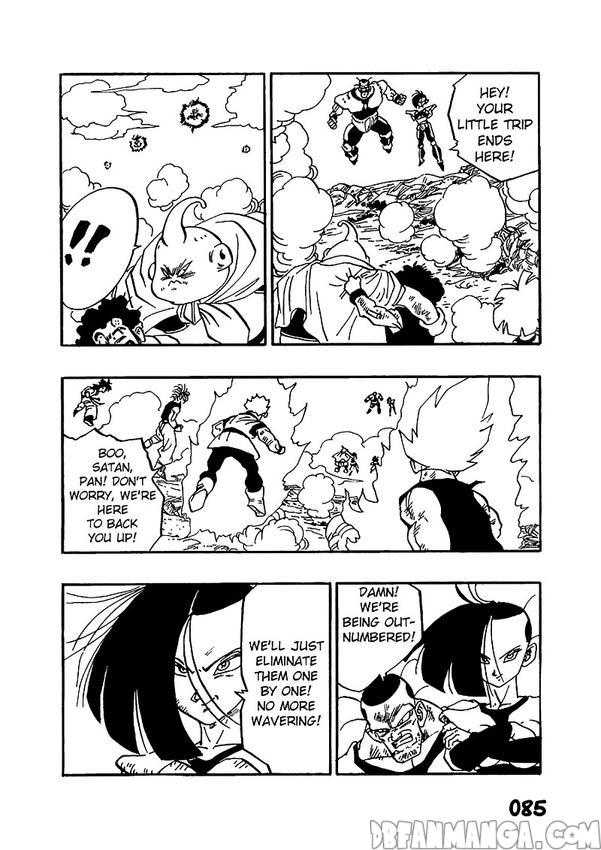 HEY!
YOUR
LITTLE TRIP
ENDS
HERE!
!!
BOO,
SATAN,
PAN! DON'T
WORRY, WE'RE
HERE
TO BACK
YOU UP!
DAMN!
WE'RE
BEING OUT-
NUMBERED!
WE'LL JUST
ELIMINATE
THEM ONE
BY ONE!
NO MORE
WAVERING!
085
DBFANMANGA.COM